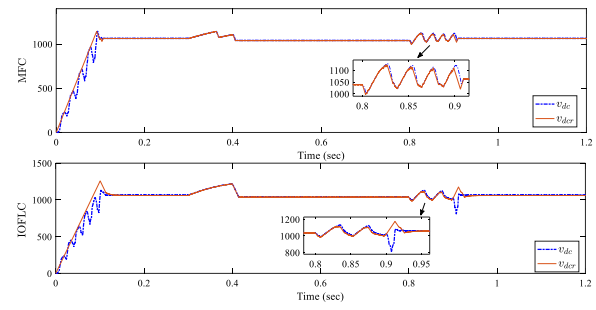 1000
500
0
MFC
0 0.2 0.4 0.6 0.8 1 1.2
Time (sec)
1100
1050
1000
0.8 0.85 0.9
v_dc
v_dcr
1500
1000
500
0
IOFLC
0 0.2 0.4 0.6 0.8 1 1.2
Time (sec)
1200
1000
800
0.8 0.85 0.9 0.95
v_dc
v_dcr